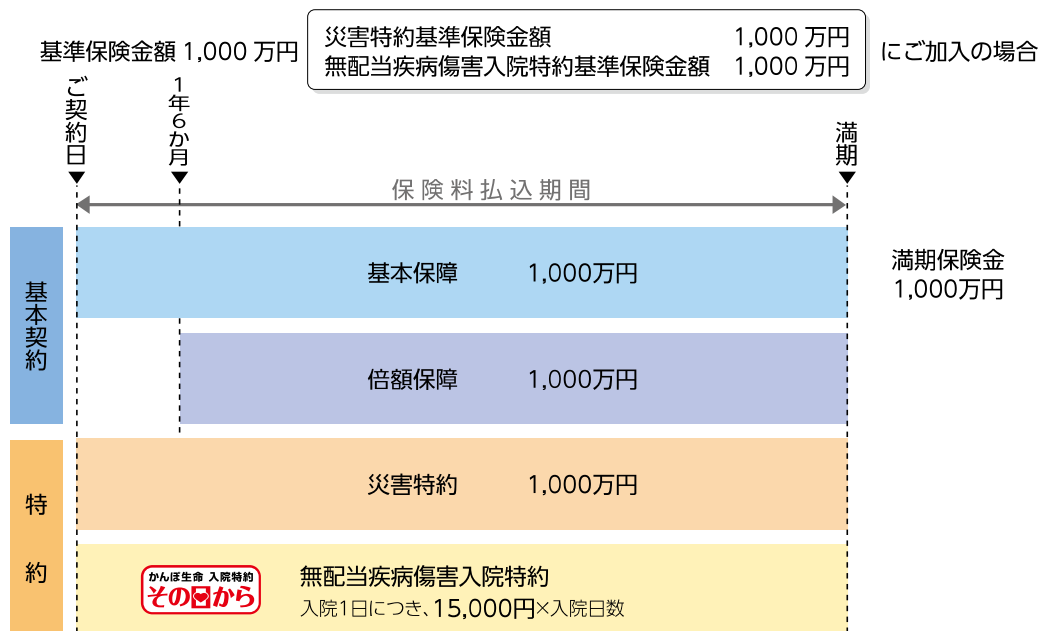 基準保険金額 1,000 万円
災害特約基準保険金額 1,000 万円
無配当疾病傷害入院特約基準保険金額 1,000 万円
にご加入の場合
ご契約日
1年6か月
満期
保険料払込期間
基本契約
基本保障 1,000万円
満期保険金
1,000万円
倍額保障 1,000万円
特約
災害特約 1,000万円
かんぽ生命 入院特約
その日から
無配当疾病傷害入院特約
入院1日につき、15,000円×入院日数